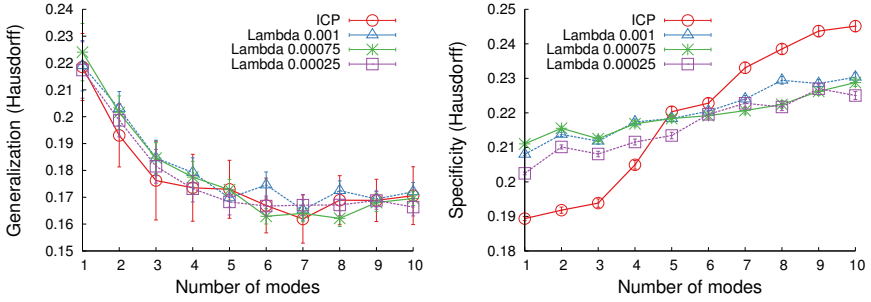 Generalization (Hausdorff)
0.24
0.23
0.22
0.21
0.2
0.19
0.18
0.17
0.16
0.15
1 2 3 4 5 6 7 8 9 10
Number of modes
ICP
Lambda 0.001
Lambda 0.00075
Lambda 0.00025
Specificity (Hausdorff)
0.25
0.24
0.23
0.22
0.21
0.2
0.19
0.18
1 2 3 4 5 6 7 8 9 10
Number of modes
ICP
Lambda 0.001
Lambda 0.00075
Lambda 0.00025